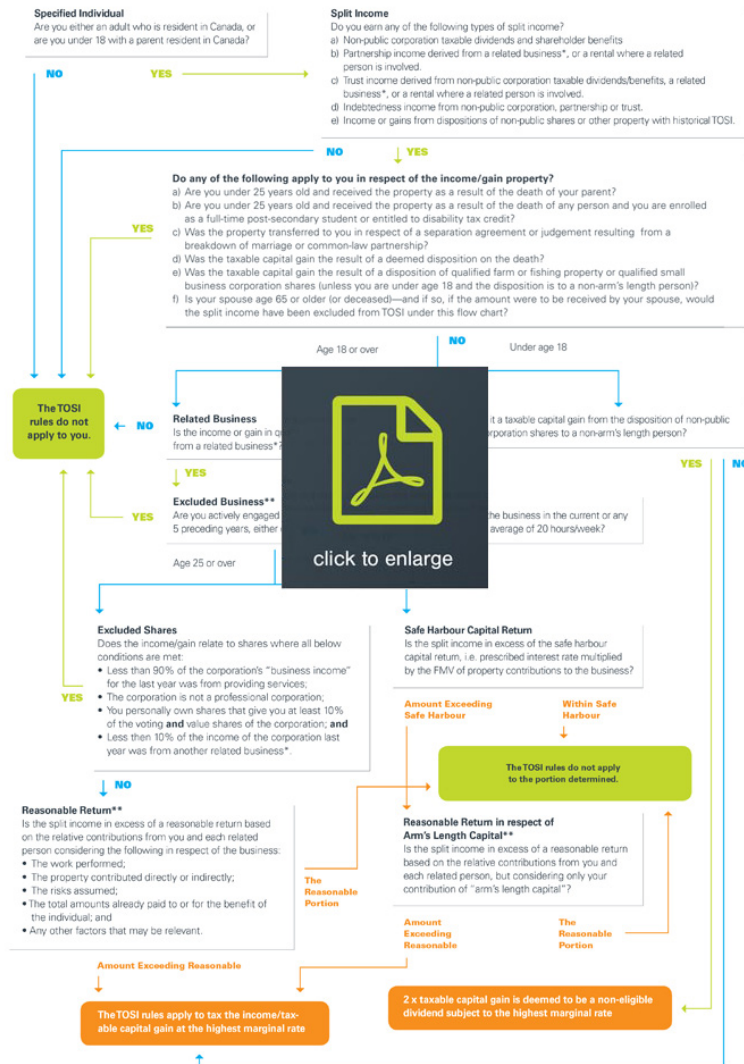 Specified Individual
Are you either an adult who is resident in Canada, or
are you under 18 with a parent resident in Canada?
NO
YES
Split Income
Do you earn any of the following types of split income?
a) Non-public corporation taxable dividends and shareholder benefits
b) Partnership income derived from a related business*, or a rental where a related
person is involved.
c) Trust income derived from non-public corporation taxable dividends/benefits, a related
business*, or a rental where a related person is involved.
d) Indebtedness income from non-public corporation, partnership or trust.
e) Income or gains from dispositions of non-public shares or other property with historical TOSI.
NO
YES
Do any of the following apply to you in respect of the income/gain property?
a) Are you under 25 years old and received the property as a result of the death of your parent?
b) Are you under 25 years old and received the property as a result of the death of any person and you are enrolled
as a full-time post-secondary student or entitled to disability tax credit?
c) Was the property transferred to you in respect of a separation agreement or judgement resulting from a
breakdown of marriage or common-law partnership?
d) Was the taxable capital gain the result of a deemed disposition on the death?
e) Was the taxable capital gain the result of a disposition of qualified farm or fishing property or qualified small
business corporation shares (unless you are under age 18 and the disposition is to a non-arm's length person)?
f) Is your spouse age 65 or older (or deceased)—and if so, if the amount were to be received by your spouse, would
the split income have been excluded from TOSI under this flow chart?
YES
NO
Age 18 or over
Under age 18
The TOSI
rules do not
apply to you.
NO
Related Business
Is the income or gain in
from a related business*?
it a taxable capital gain from the disposition of non-public
corporation shares to a non-arm's length person?
YES
YES
NO
Excluded Business**
Are you actively engaged
the business in the current or any
5 preceding years, either
average of 20 hours/week?
YES
click to enlarge
Age 25 or over
Excluded Shares
Does the income/gain relate to shares where all below
conditions are met:
• Less than 90% of the corporation's "business income"
for the last year was from providing services;
• The corporation is not a professional corporation;
• You personally own shares that give you at least 10%
of the voting and value shares of the corporation; and
• Less then 10% of the income of the corporation last
year was from another related business*.
YES
NO
Safe Harbour Capital Return
Is the split income in excess of the safe harbour
capital return, i.e. prescribed interest rate multiplied
by the FMV of property contributions to the business?
Amount Exceeding
Safe Harbour
Within Safe
Harbour
The TOSI rules do not apply
to the portion determined.
Reasonable Return**
Is the split income in excess of a reasonable return based
on the relative contributions from you and each related
person considering the following in respect of the business:
• The work performed;
• The property contributed directly or indirectly;
• The risks assumed;
• The total amounts already paid to or for the benefit of
the individual; and
• Any other factors that may be relevant.
The
Reasonable
Portion
Reasonable Return in respect of
Arm's Length Capital**
Is the split income in excess of a reasonable return
based on the relative contributions from you and
each related person, but considering only your
contribution of "arm's length capital"?
Amount
Exceeding
Reasonable
The
Reasonable
Portion
Amount Exceeding Reasonable
The TOSI rules apply to tax the income/tax-
able capital gain at the highest marginal rate
2 x taxable capital gain is deemed to be a non-eligible
dividend subject to the highest marginal rate